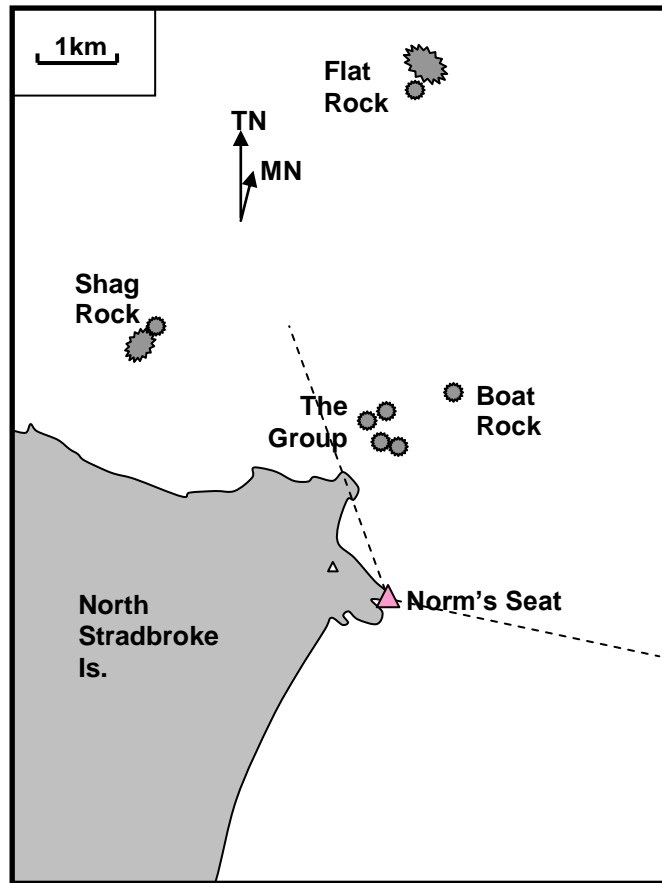 1km
Flat
Rock
TN
MN
Shag
Rock
The
Group
Boat
Rock
Norm's Seat
North
Stradbroke
Is.